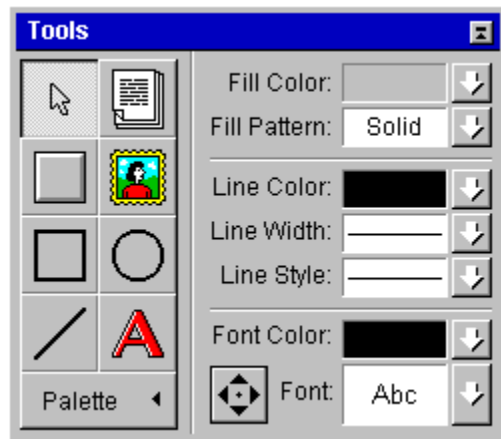 Tools
Fill Color:
Fill Pattern: Solid
Line Color:
Line Width:
Line Style:
Font Color:
A
Palette
Font: Abc